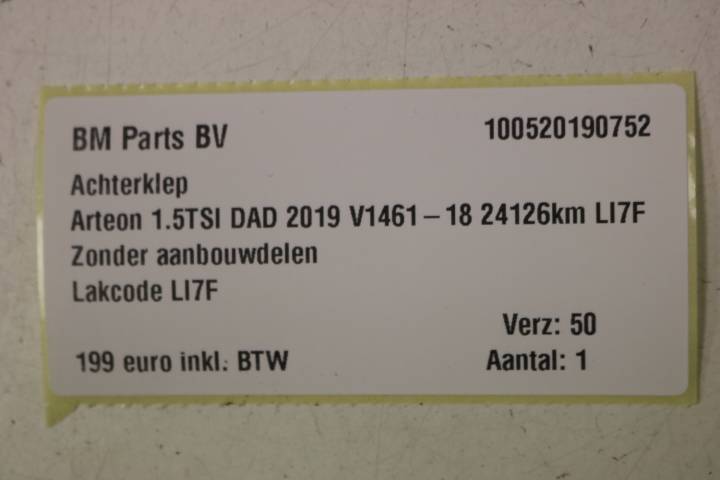 BM Parts BV 100520190752
Achterklep
Arteon 1.5TSI DAD 2019 V1461-18 24126km LI7F
Zonder aanbouwdelen
Lakcode LI7F
Verz: 50
199 euro inkl. BTW Aantal: 1